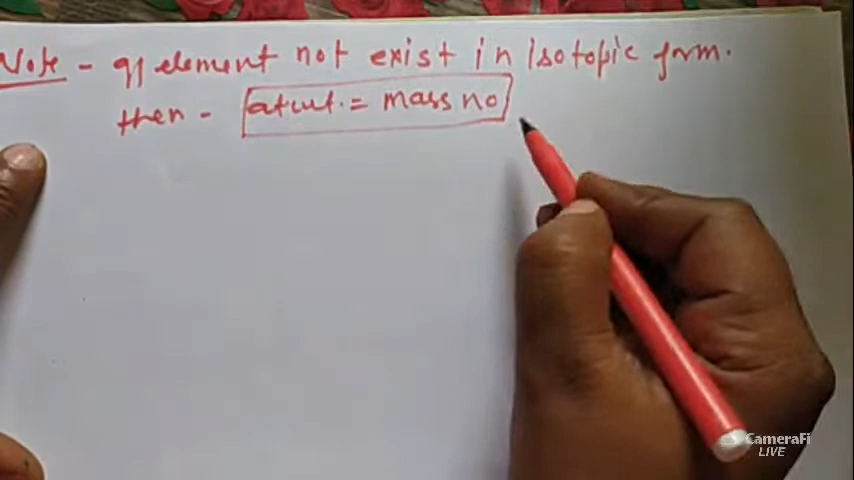 Note - If element not exist in isotopic form.
then - at wt. = mass no
CameraFi
LIVE